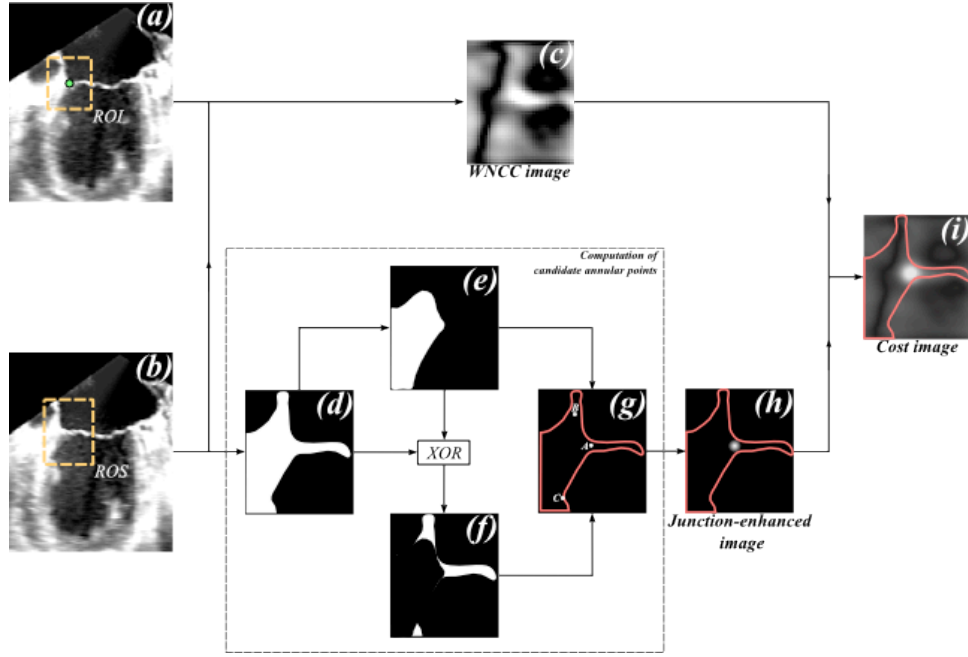 (a)
ROL
(c)
WNCC image
(i)
Cost image
Computation of
candidate annular points
(e)
(b)
ROS
(d)
XOR
(g)
B
A
C
(h)
Junction-enhanced
image
(f)